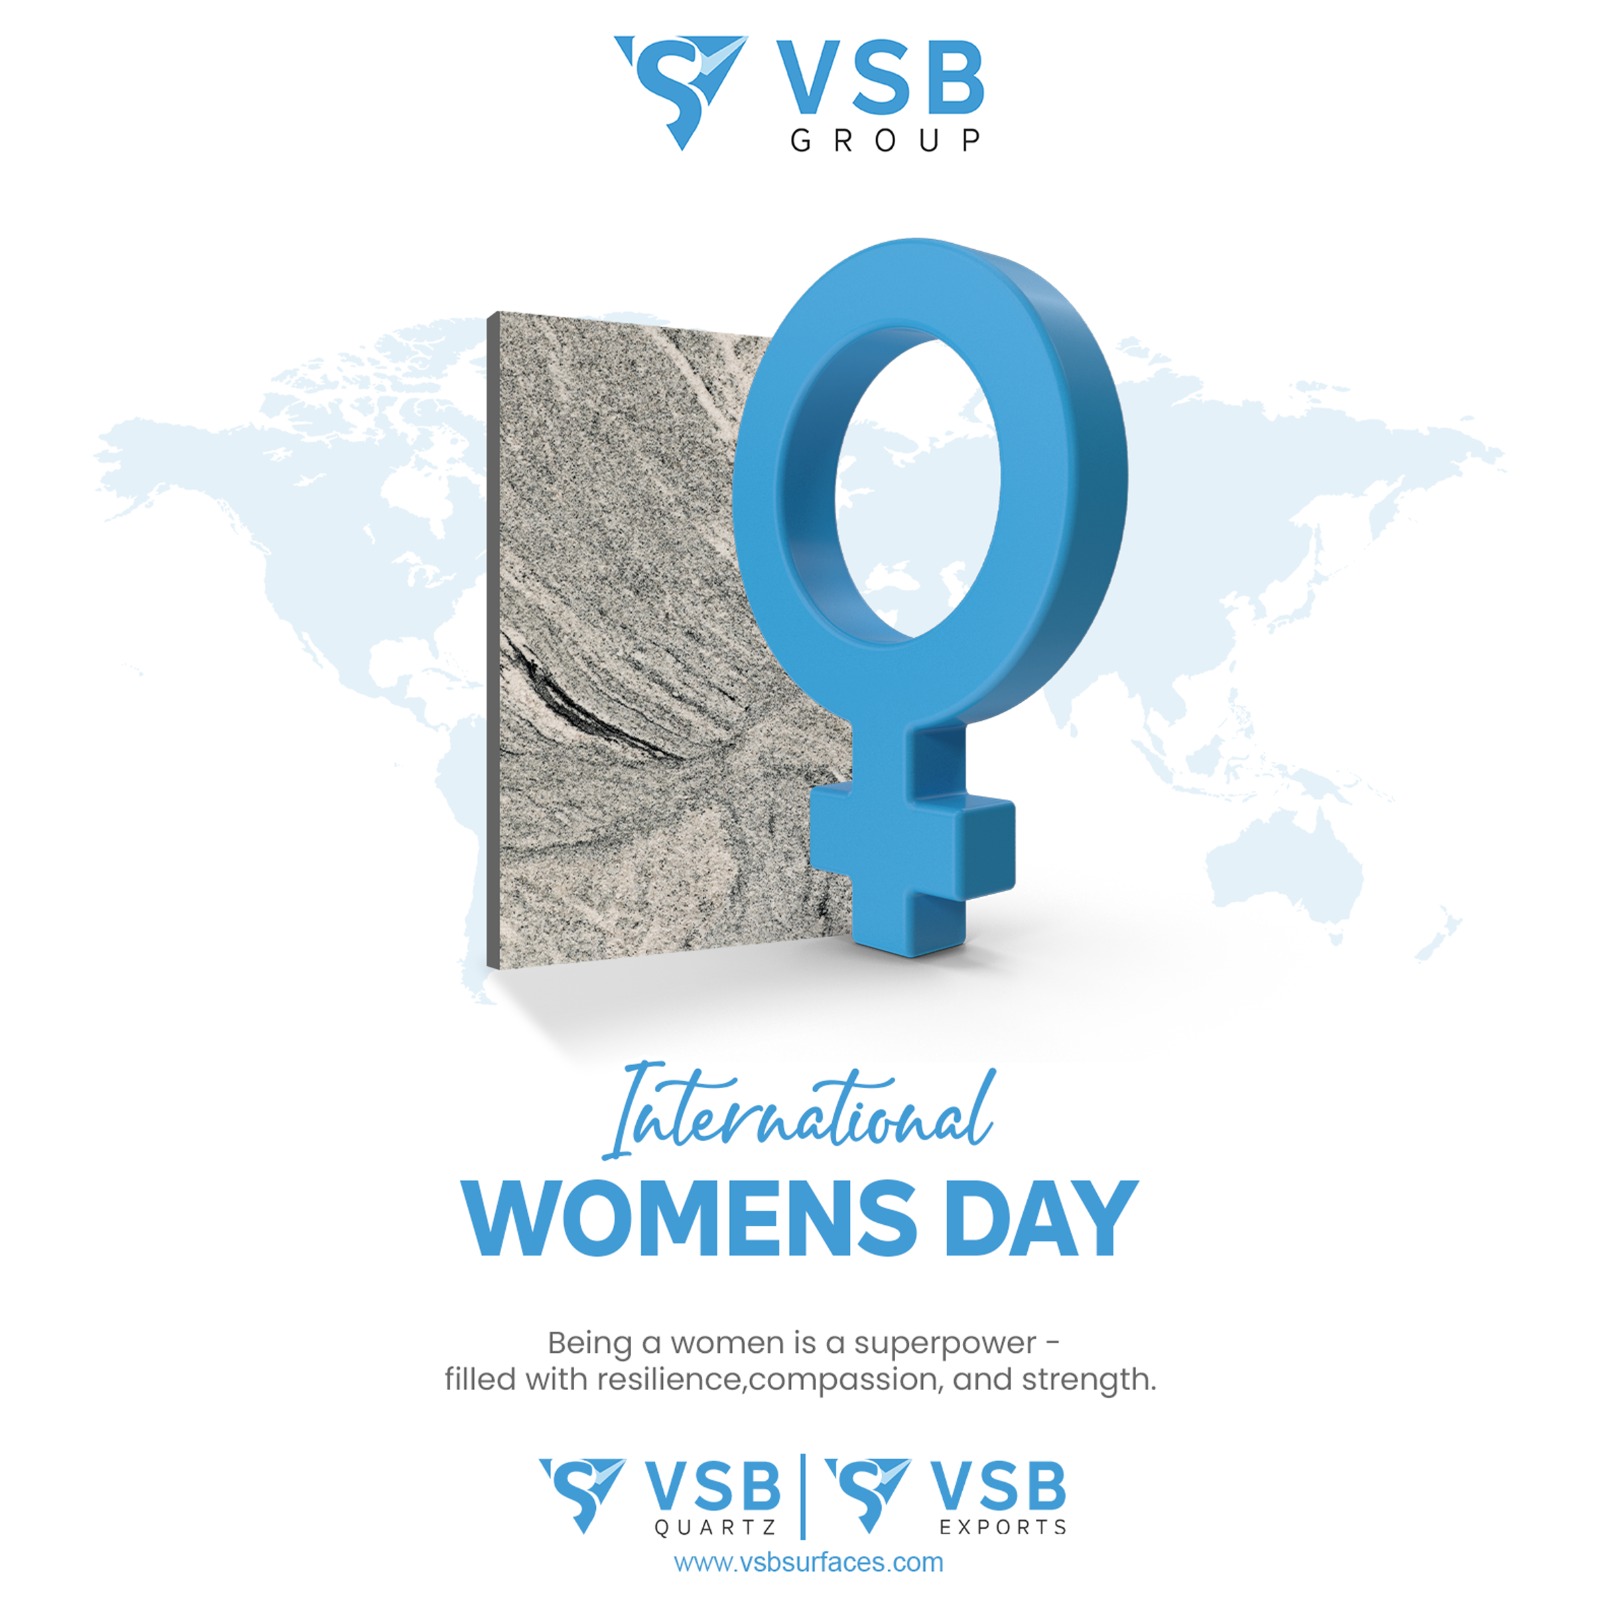 VSB
GROUP
International
WOMENS DAY
Being a women is a superpower -
filled with resilience,compassion, and strength.
VSB
QUARTZ
VSB
EXPORTS
www.vsbsurfaces.com